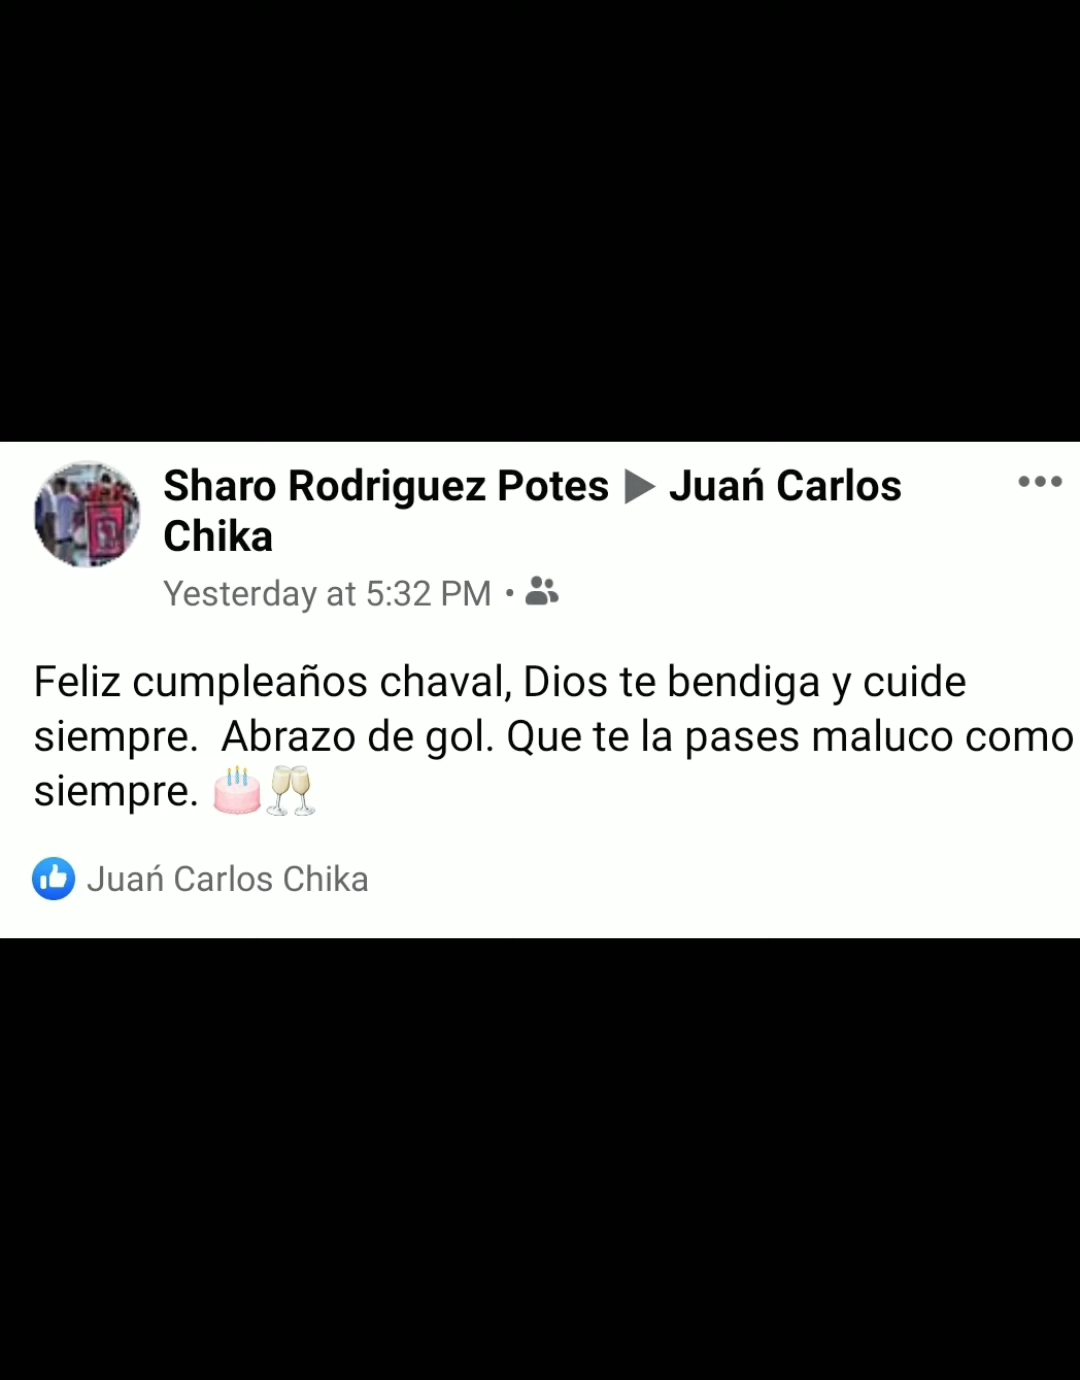 Sharo Rodriguez Potes ▶ Juań Carlos
Chika
Yesterday at 5:32 PM •
Feliz cumpleaños chaval, Dios te bendiga y cuide
siempre.  Abrazo de gol. Que te la pases maluco como
siempre. 🎂🥂
Juań Carlos Chika